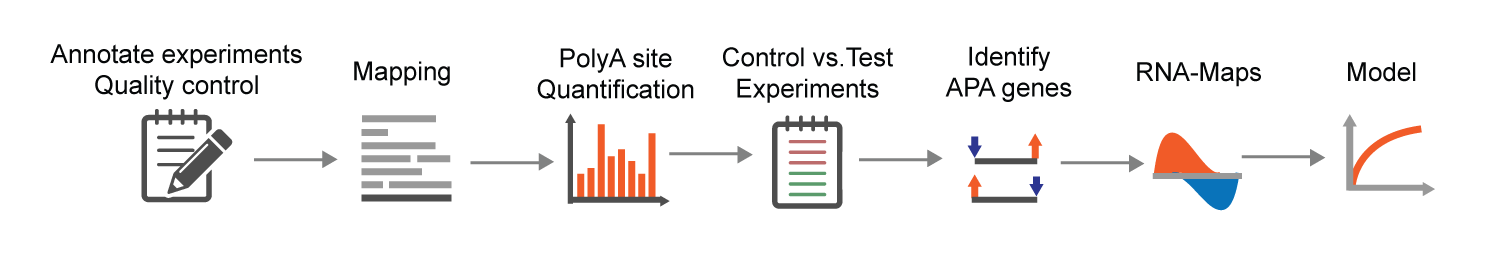 Annotate experiments
Quality control
Mapping
PolyA site
Quantification
Control vs.Test
Experiments
Identify
APA genes
RNA-Maps
Model